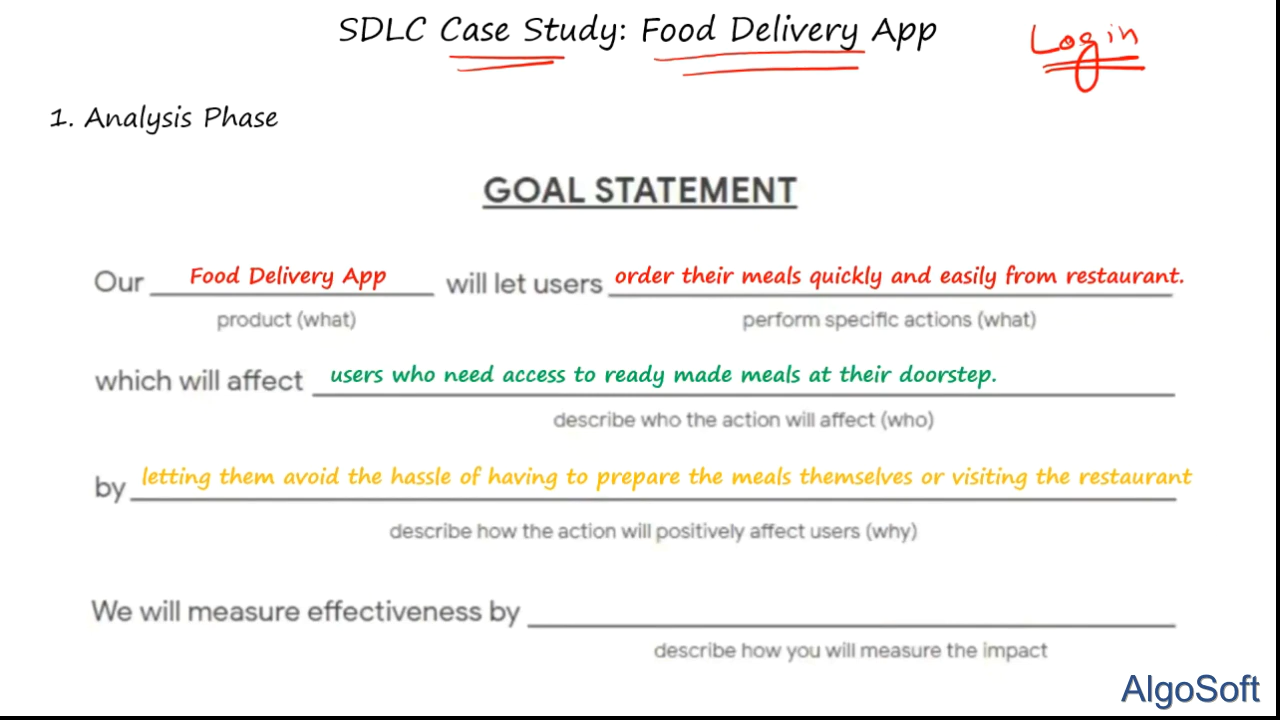 SDLC Case Study: Food Delivery App
Login
1. Analysis Phase
GOAL STATEMENT
Our Food Delivery App will let users order their meals quickly and easily from restaurant.
product (what) perform specific actions (what)
which will affect users who need access to ready made meals at their doorstep.
describe who the action will affect (who)
by letting them avoid the hassle of having to prepare the meals themselves or visiting the restaurant
describe how the action will positively affect users (why)
We will measure effectiveness by
describe how you will measure the impact
AlgoSoft